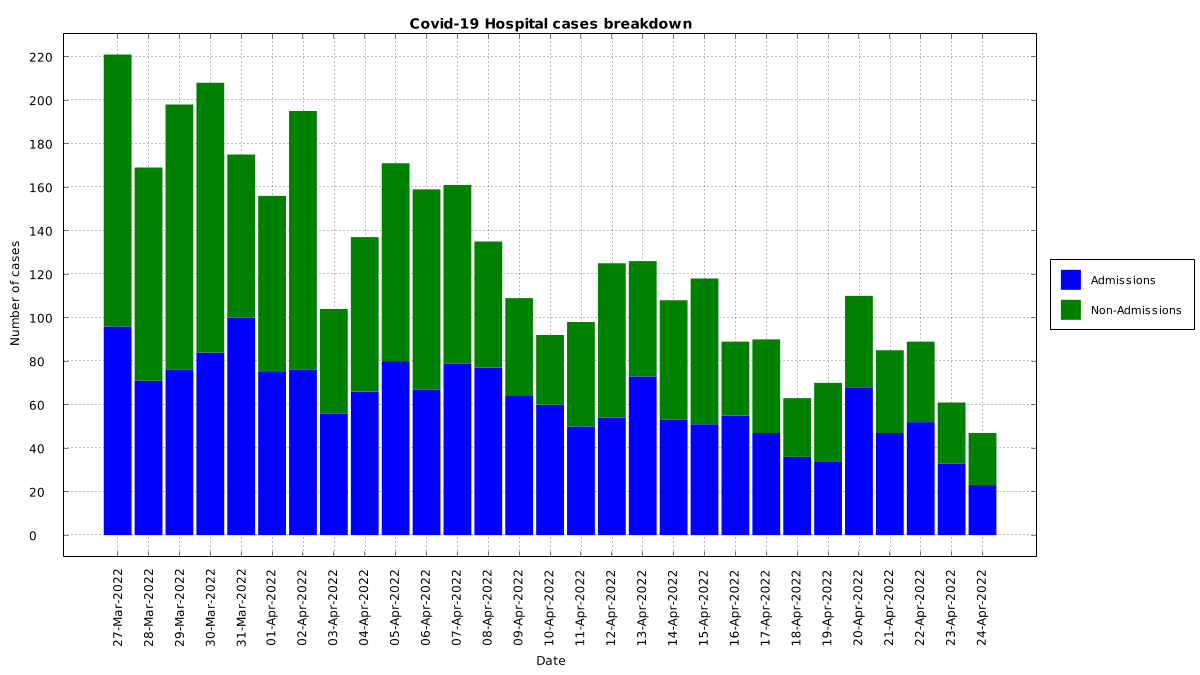 Covid-19 Hospital cases breakdown
Number of cases
220
200
180
160
140
120
100
80
60
40
20
0
27-Mar-2022
28-Mar-2022
29-Mar-2022
30-Mar-2022
31-Mar-2022
01-Apr-2022
02-Apr-2022
03-Apr-2022
04-Apr-2022
05-Apr-2022
06-Apr-2022
07-Apr-2022
08-Apr-2022
09-Apr-2022
10-Apr-2022
11-Apr-2022
12-Apr-2022
13-Apr-2022
14-Apr-2022
15-Apr-2022
16-Apr-2022
17-Apr-2022
18-Apr-2022
19-Apr-2022
20-Apr-2022
21-Apr-2022
22-Apr-2022
23-Apr-2022
24-Apr-2022
Date
Admissions
Non-Admissions